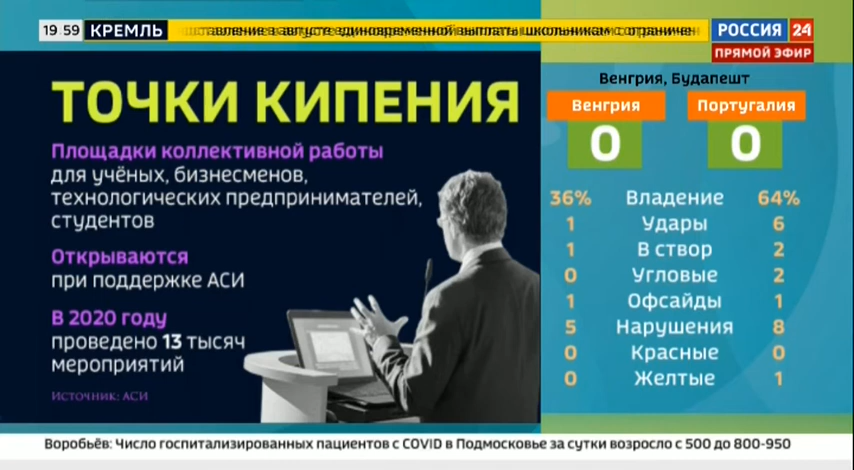 19 59 КРЕМЛЬ
РОССИЯ 24
ПРЯМОЙ ЭФИР
ТОЧКИ КИПЕНИЯ
Площадки коллективной работы
для учёных, бизнесменов,
технологических предпринимателей,
студентов
Открываются
при поддержке АСИ
В 2020 году
проведено 13 тысяч
мероприятий
Источник: АСИ
Венгрия, Будапешт
Венгрия Португалия
0 0
36% Владение 64%
1 Удары 6
1 В створ 2
0 Угловые 2
1 Офсайды 1
5 Нарушения 8
0 Красные 0
0 Желтые 1
Воробьёв: Число госпитализированных пациентов с COVID в Подмосковье за сутки возросло с 500 до 800-950